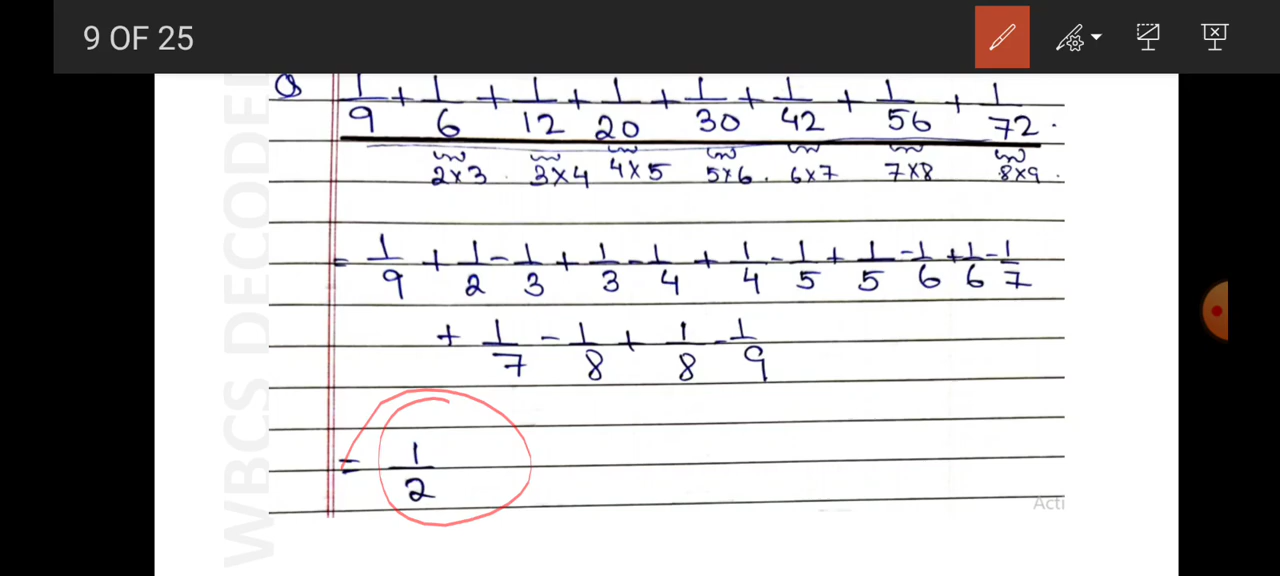 9 OF 25
Q 1/9 + 1/6 + 1/12 + 1/20 + 1/30 + 1/42 + 1/56 + 1/72.
2×3 . 3×4 4×5 5×6 . 6×7 7×8 8×9 .
= 1/9 + 1/2 - 1/3 + 1/3 - 1/4 + 1/4 - 1/5 + 1/5 - 1/6 + 1/6 - 1/7
+ 1/7 - 1/8 + 1/8 - 1/9
= 1/2
Acti
WBCS DECODE